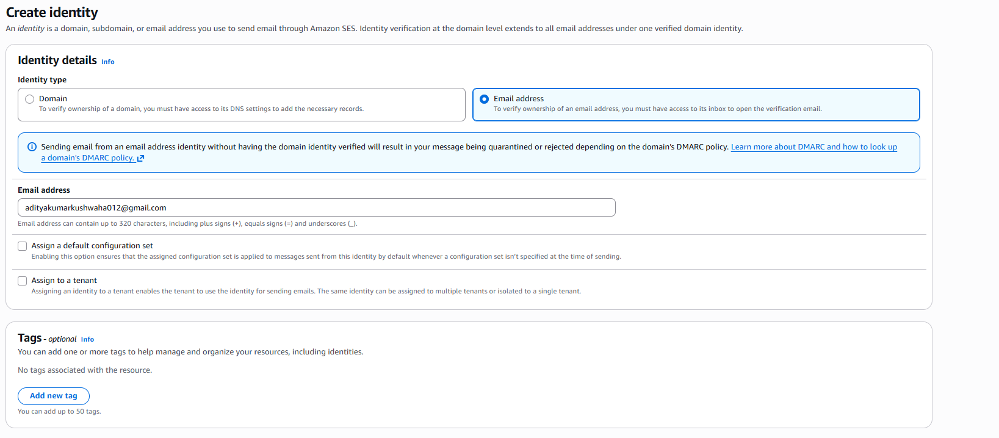 Create identity
An identity is a domain, subdomain, or email address you use to send email through Amazon SES. Identity verification at the domain level extends to all email addresses under one verified domain identity.
Identity details Info
Identity type
Domain
To verify ownership of a domain, you must have access to its DNS settings to add the necessary records.
Email address
To verify ownership of an email address, you must have access to its inbox to open the verification email.
Sending email from an email address identity without having the domain identity verified will result in your message being quarantined or rejected depending on the domain's DMARC policy. Learn more about DMARC and how to look up
a domain's DMARC policy.
Email address
adityakumarkushwaha012@gmail.com
Email address can contain up to 320 characters, including plus signs (+), equals signs (=) and underscores (_).
Assign a default configuration set
Enabling this option ensures that the assigned configuration set is applied to messages sent from this identity by default whenever a configuration set isn't specified at the time of sending.
Assign to a tenant
Assigning an identity to a tenant enables the tenant to use the identity for sending emails. The same identity can be assigned to multiple tenants or isolated to a single tenant.
Tags - optional Info
You can add one or more tags to help manage and organize your resources, including identities.
No tags associated with the resource.
Add new tag
You can add up to 50 tags.